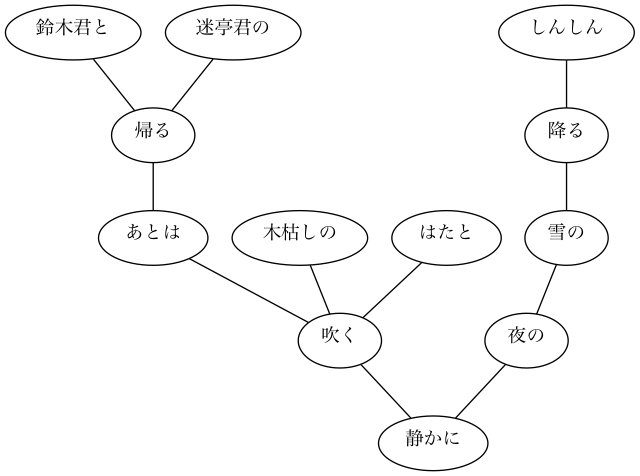 鈴木君と 迷亭君の しんしん
帰る 降る
あとは 木枯しの はたと 雪の
吹く 夜の
静かに